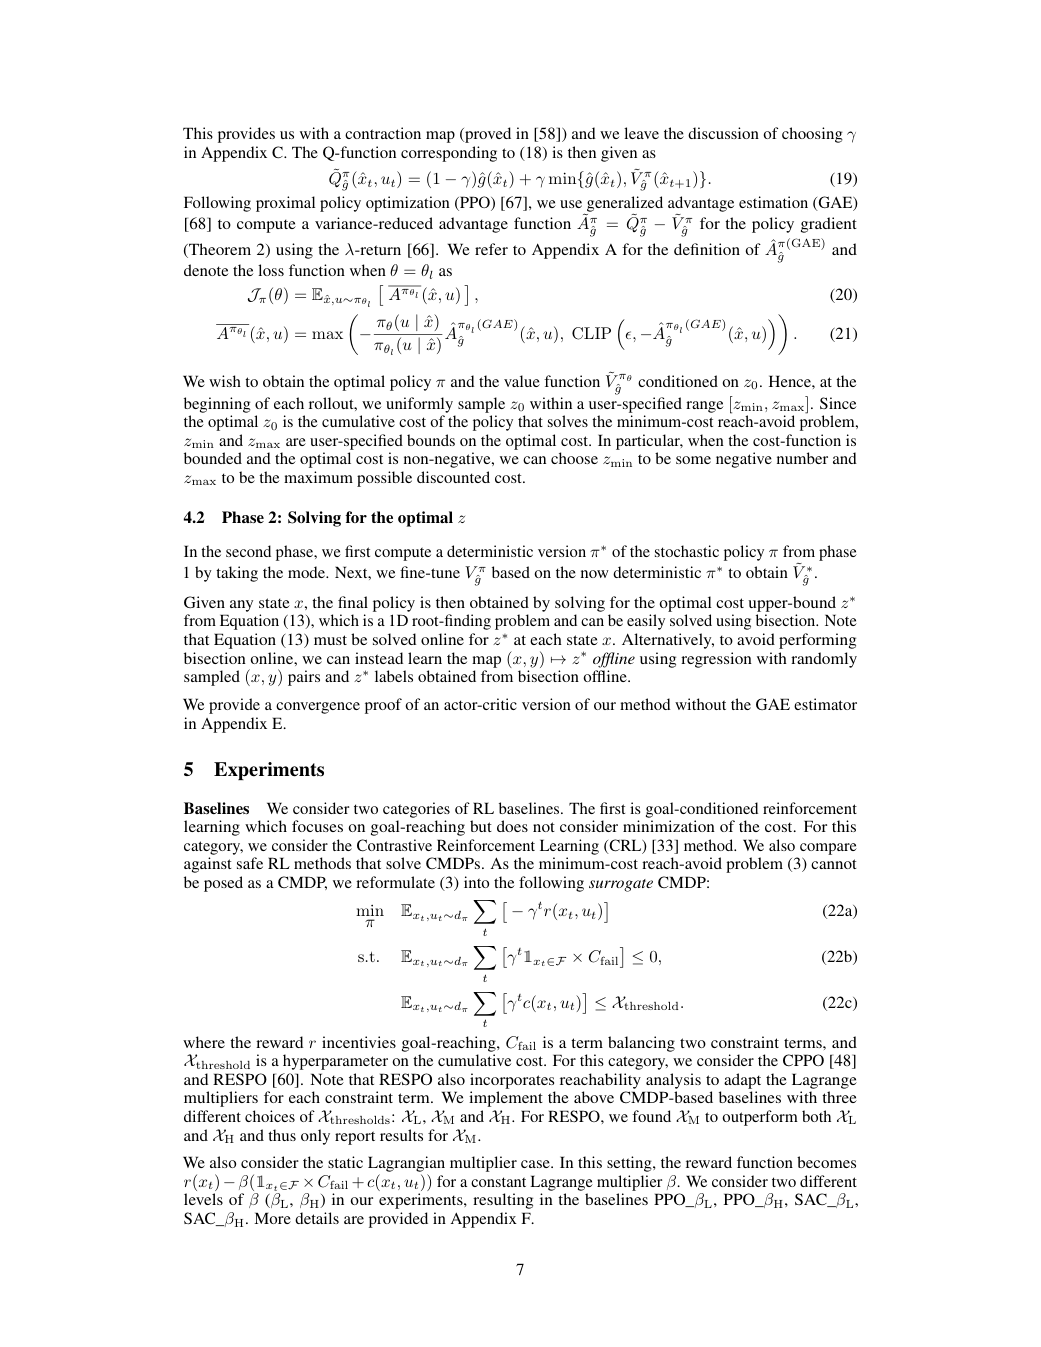 This provides us with a contraction map (proved in [58]) and we leave the discussion of choosing γ
in Appendix C. The Q-function corresponding to (18) is then given as
Q̃^π_ĝ(x̂_t, u_t) = (1 − γ)ĝ(x̂_t) + γ min{ĝ(x̂_t), Ṽ^π_ĝ(x̂_{t+1})}. (19)
Following proximal policy optimization (PPO) [67], we use generalized advantage estimation (GAE)
[68] to compute a variance-reduced advantage function Ã^π_ĝ = Q̃^π_ĝ − Ṽ^π_ĝ for the policy gradient
(Theorem 2) using the λ-return [66]. We refer to Appendix A for the definition of Â^{π(GAE)}_ĝ and
denote the loss function when θ = θ_l as
𝒥_π(θ) = 𝔼_{x̂,u∼π_{θ_l}} [ \overline{A^{π_{θ_l}}}(x̂, u) ] , (20)
\overline{A^{π_{θ_l}}}(x̂, u) = max ( − π_θ(u | x̂) / π_{θ_l}(u | x̂) Â^{π_{θ_l}(GAE)}_ĝ(x̂, u), CLIP ( ϵ, −Â^{π_{θ_l}(GAE)}_ĝ(x̂, u) ) ) . (21)
We wish to obtain the optimal policy π and the value function Ṽ^{π_θ}_ĝ conditioned on z_0. Hence, at the
beginning of each rollout, we uniformly sample z_0 within a user-specified range [z_min, z_max]. Since
the optimal z_0 is the cumulative cost of the policy that solves the minimum-cost reach-avoid problem,
z_min and z_max are user-specified bounds on the optimal cost. In particular, when the cost-function is
bounded and the optimal cost is non-negative, we can choose z_min to be some negative number and
z_max to be the maximum possible discounted cost.
4.2 Phase 2: Solving for the optimal z
In the second phase, we first compute a deterministic version π* of the stochastic policy π from phase
1 by taking the mode. Next, we fine-tune V^π_ĝ based on the now deterministic π* to obtain Ṽ^*_ĝ.
Given any state x, the final policy is then obtained by solving for the optimal cost upper-bound z*
from Equation (13), which is a 1D root-finding problem and can be easily solved using bisection. Note
that Equation (13) must be solved online for z* at each state x. Alternatively, to avoid performing
bisection online, we can instead learn the map (x, y) ↦ z* offline using regression with randomly
sampled (x, y) pairs and z* labels obtained from bisection offline.
We provide a convergence proof of an actor-critic version of our method without the GAE estimator
in Appendix E.
5 Experiments
Baselines We consider two categories of RL baselines. The first is goal-conditioned reinforcement
learning which focuses on goal-reaching but does not consider minimization of the cost. For this
category, we consider the Contrastive Reinforcement Learning (CRL) [33] method. We also compare
against safe RL methods that solve CMDPs. As the minimum-cost reach-avoid problem (3) cannot
be posed as a CMDP, we reformulate (3) into the following surrogate CMDP:
min_π 𝔼_{x_t,u_t∼d_π} ∑_t [ − γ^t r(x_t, u_t)] (22a)
s.t. 𝔼_{x_t,u_t∼d_π} ∑_t [γ^t 𝟙_{x_t∈ℱ} × C_fail] ≤ 0, (22b)
𝔼_{x_t,u_t∼d_π} ∑_t [γ^t c(x_t, u_t)] ≤ 𝒳_threshold. (22c)
where the reward r incentivies goal-reaching, C_fail is a term balancing two constraint terms, and
𝒳_threshold is a hyperparameter on the cumulative cost. For this category, we consider the CPPO [48]
and RESPO [60]. Note that RESPO also incorporates reachability analysis to adapt the Lagrange
multipliers for each constraint term. We implement the above CMDP-based baselines with three
different choices of 𝒳_thresholds: 𝒳_L, 𝒳_M and 𝒳_H. For RESPO, we found 𝒳_M to outperform both 𝒳_L
and 𝒳_H and thus only report results for 𝒳_M.
We also consider the static Lagrangian multiplier case. In this setting, the reward function becomes
r(x_t) − β(𝟙_{x_t∈ℱ} × C_fail + c(x_t, u_t)) for a constant Lagrange multiplier β. We consider two different
levels of β (β_L, β_H) in our experiments, resulting in the baselines PPO_β_L, PPO_β_H, SAC_β_L,
SAC_β_H. More details are provided in Appendix F.
7